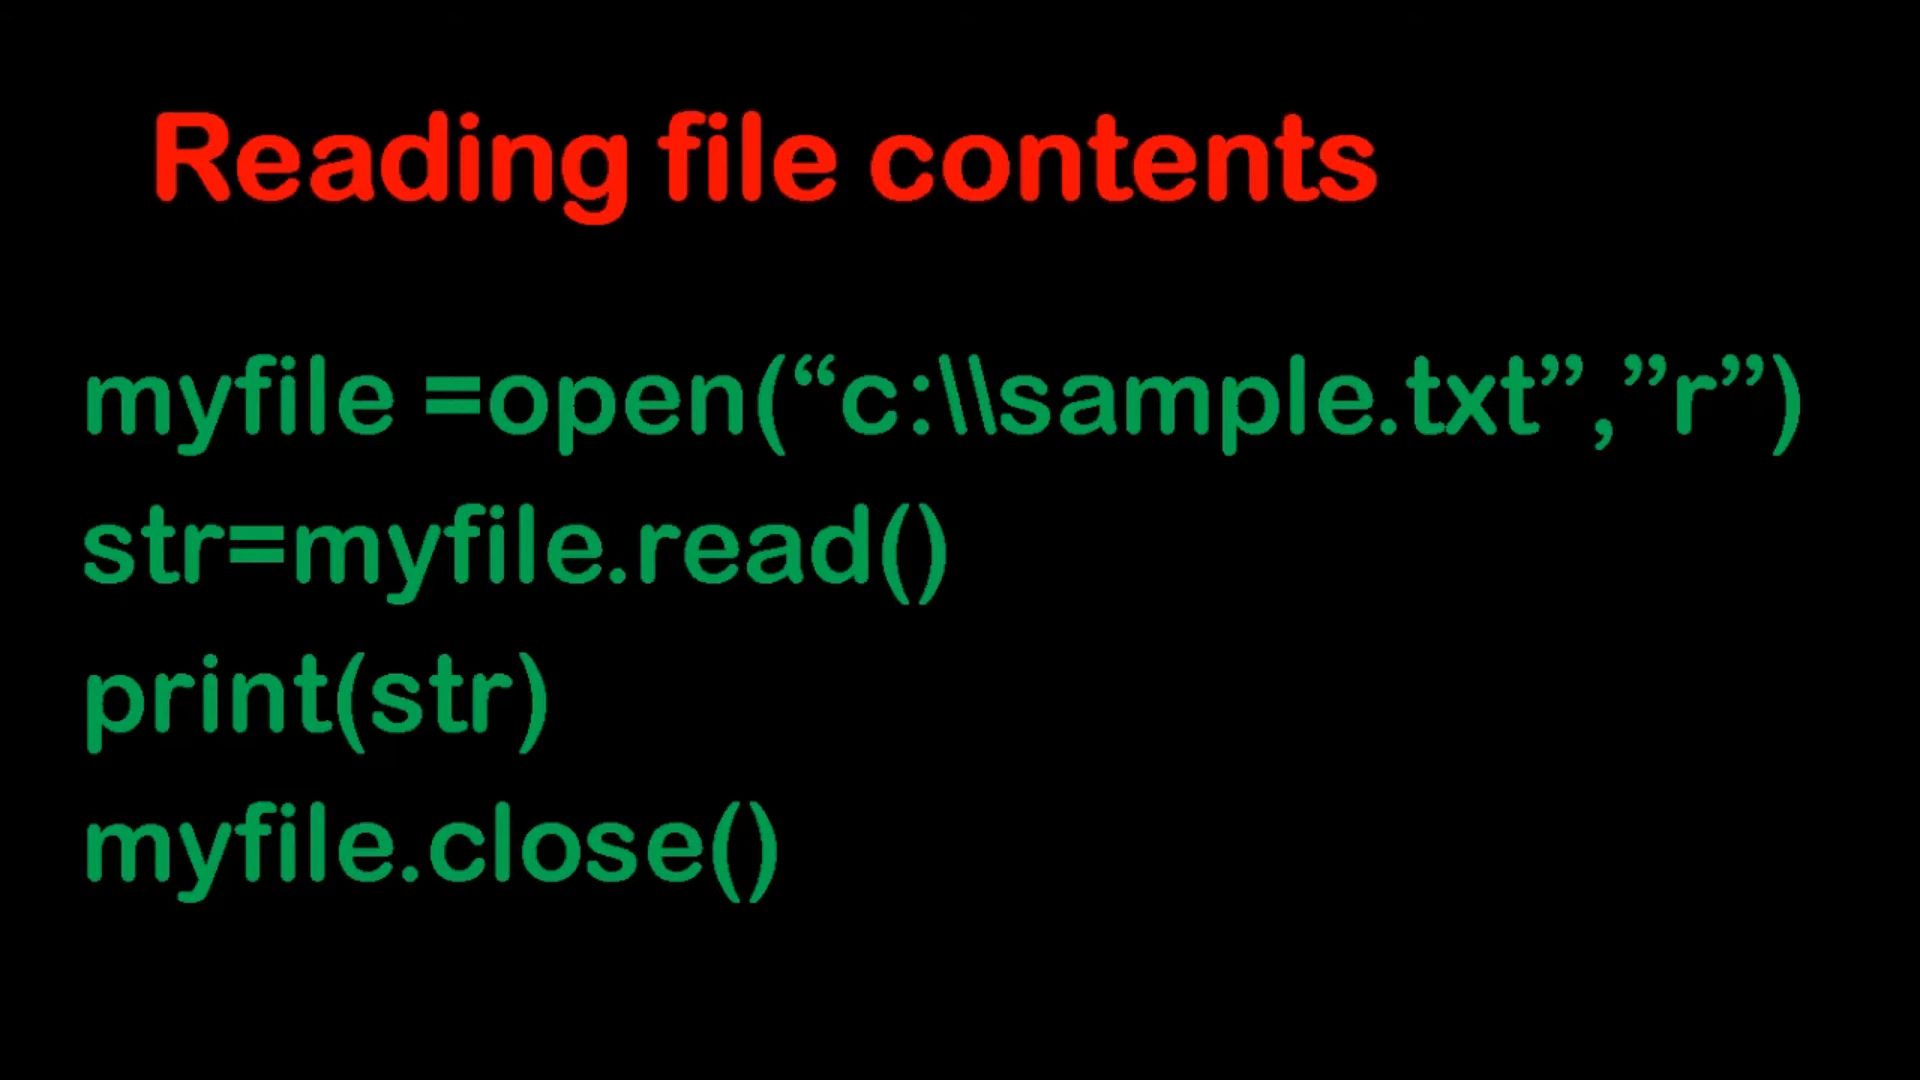 Reading file contents
myfile =open(“c:\\sample.txt”,”r”)
str=myfile.read()
print(str)
myfile.close()